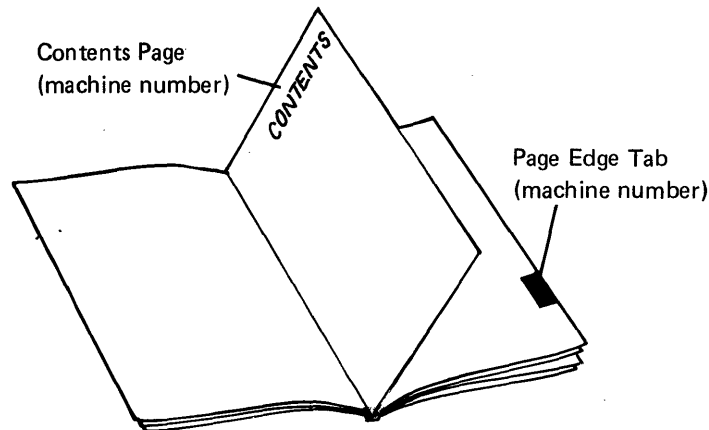 Contents Page
(machine number)
CONTENTS
Page Edge Tab
(machine number)